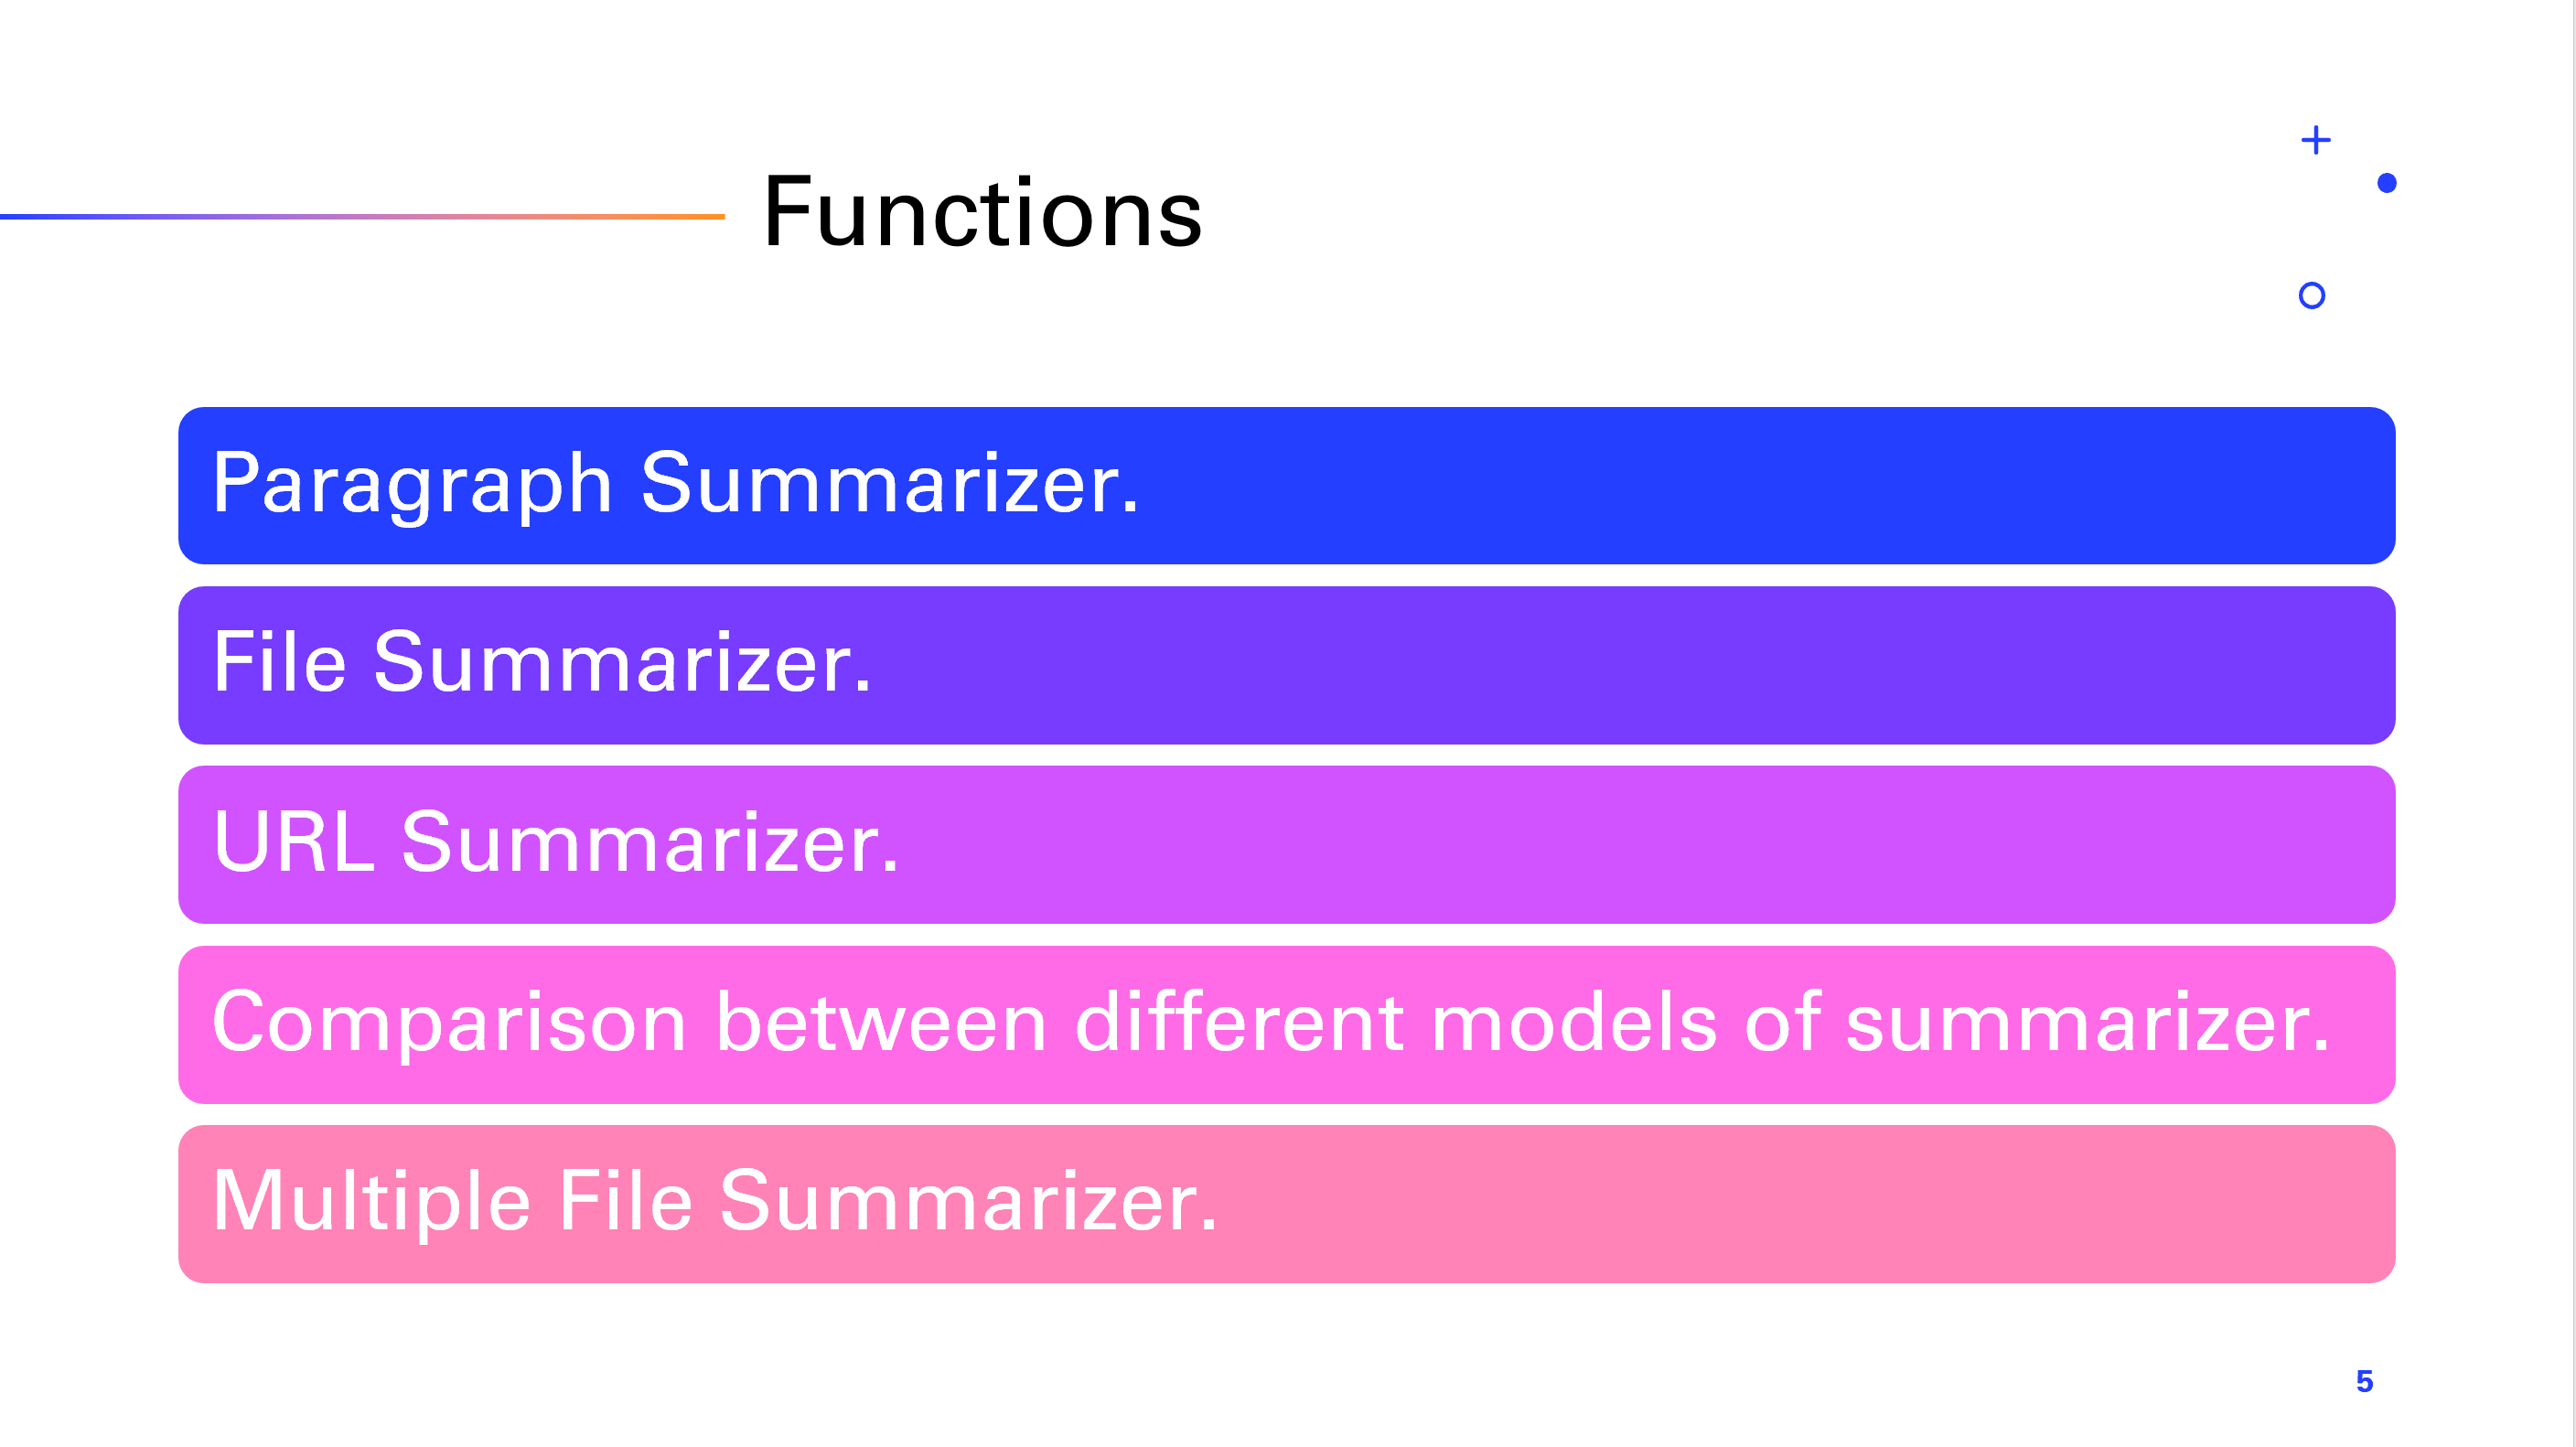 Functions
Paragraph Summarizer.
File Summarizer.
URL Summarizer.
Comparison between different models of summarizer.
Multiple File Summarizer.
5